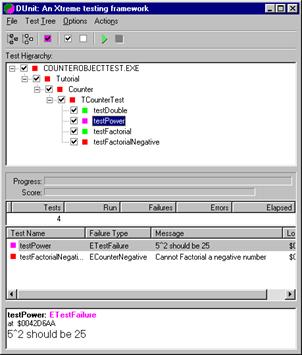 DUnit: An Xtreme testing framework
File Test Tree Options Actions
Test Hierarchy:
COUNTEROBJECTTEST.EXE
Tutorial
Counter
TCounterTest
testDouble
testPower
testFactorial
testFactorialNegative
Progress:
Score:
Tests Run Failures Errors Elapsed
4
Test Name Failure Type Message Lo
testPower ETestFailure 5^2 should be 25 $0
testFactorialNegati... ECounterNegative Cannot Factorial a negative number $0
testPower: ETestFailure
at $0042D6AA
5^2 should be 25